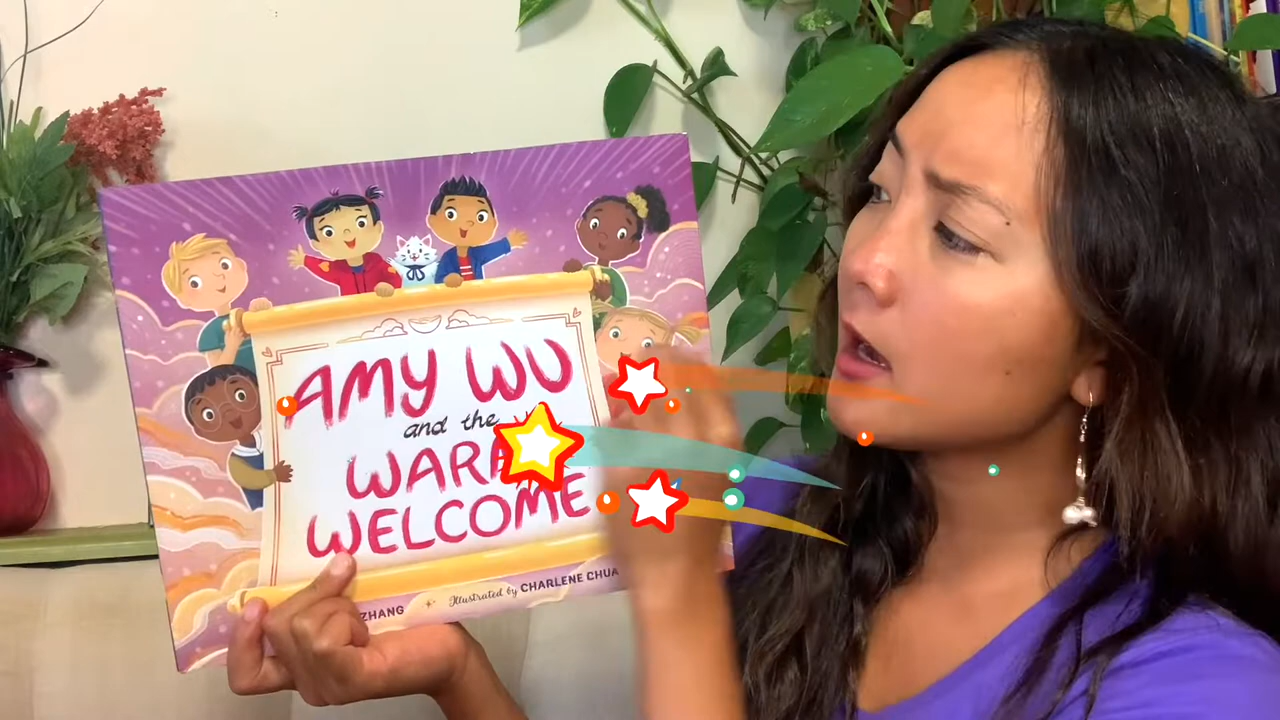 AMY WU
and the
WARM
WELCOME
ZHANG
Illustrated by CHARLENE CHUA